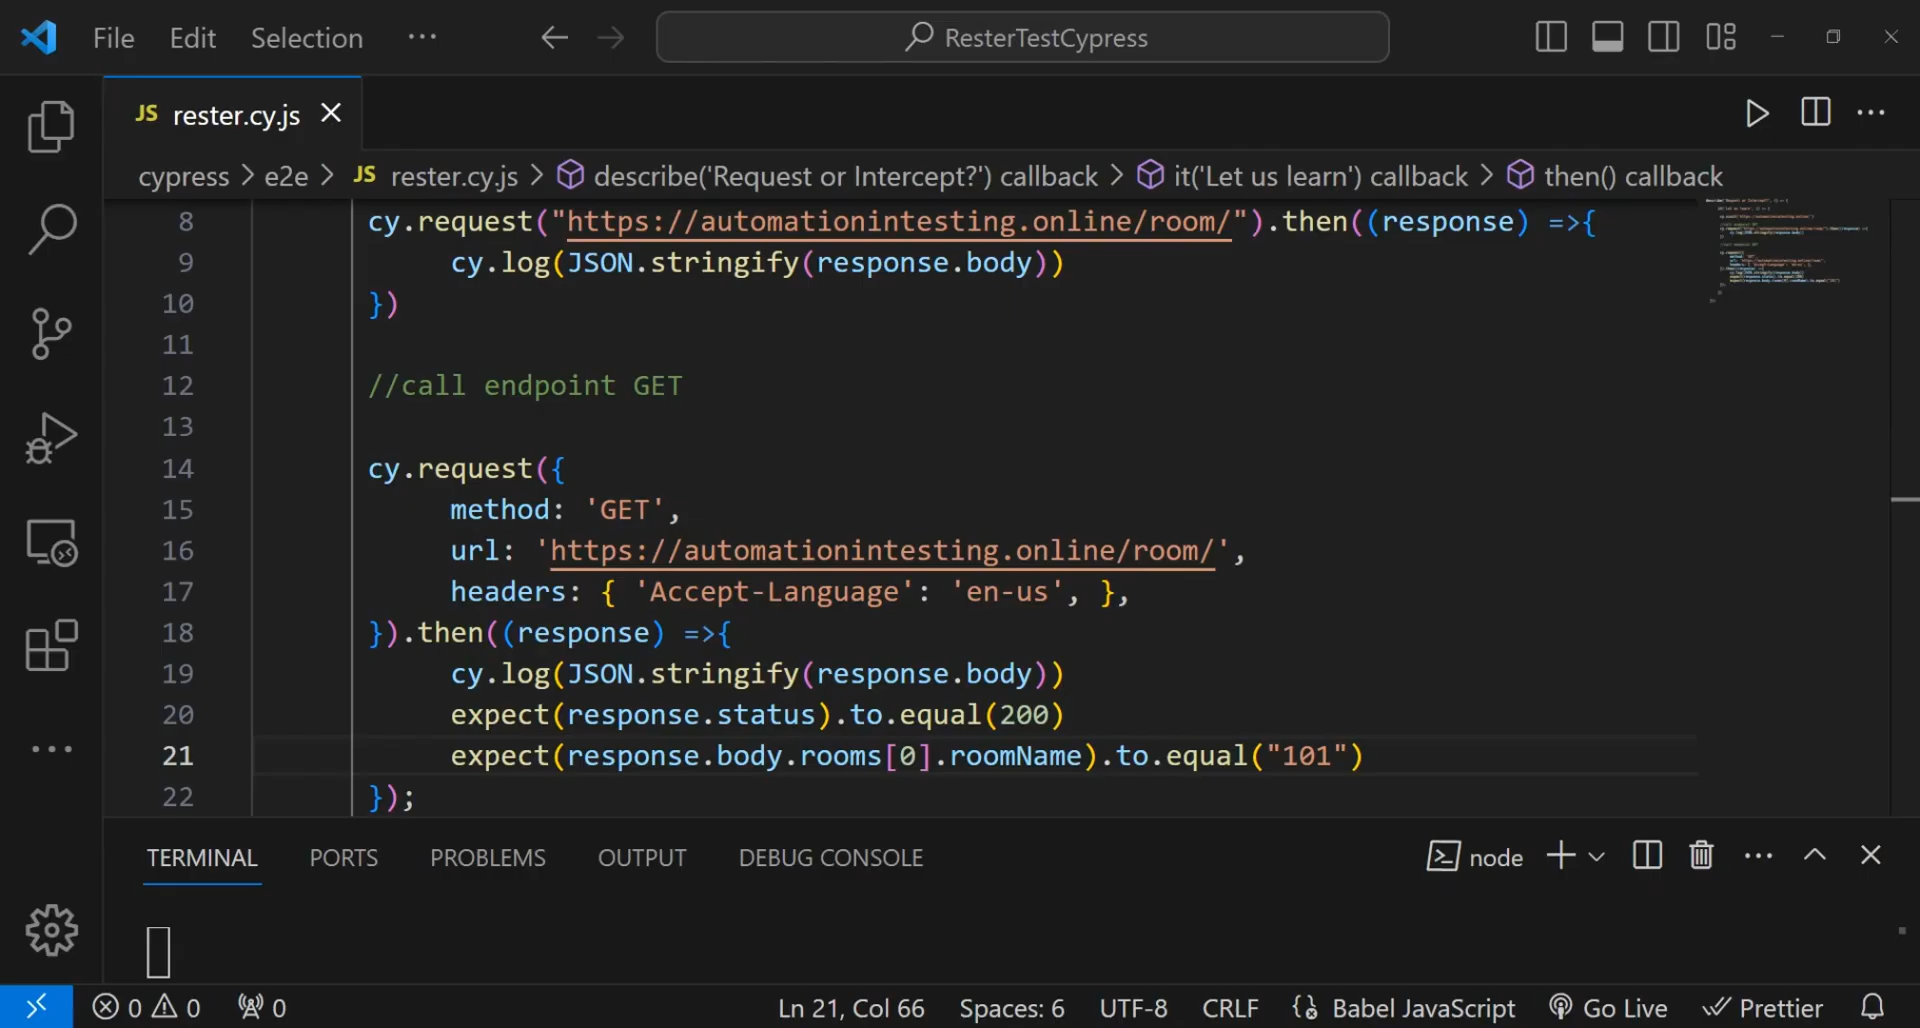 File Edit Selection ··· ResterTestCypress
JS rester.cy.js
cypress > e2e > JS rester.cy.js > describe('Request or Intercept?') callback > it('Let us learn') callback > then() callback
8 cy.request("https://automationintesting.online/room/").then((response) =>{
9 cy.log(JSON.stringify(response.body))
10 })
11
12 //call endpoint GET
13
14 cy.request({
15 method: 'GET',
16 url: 'https://automationintesting.online/room/',
17 headers: { 'Accept-Language': 'en-us', },
18 }).then((response) =>{
19 cy.log(JSON.stringify(response.body))
20 expect(response.status).to.equal(200)
21 expect(response.body.rooms[0].roomName).to.equal("101")
22 });
TERMINAL PORTS PROBLEMS OUTPUT DEBUG CONSOLE node
0 0 0 Ln 21, Col 66 Spaces: 6 UTF-8 CRLF Babel JavaScript Go Live Prettier